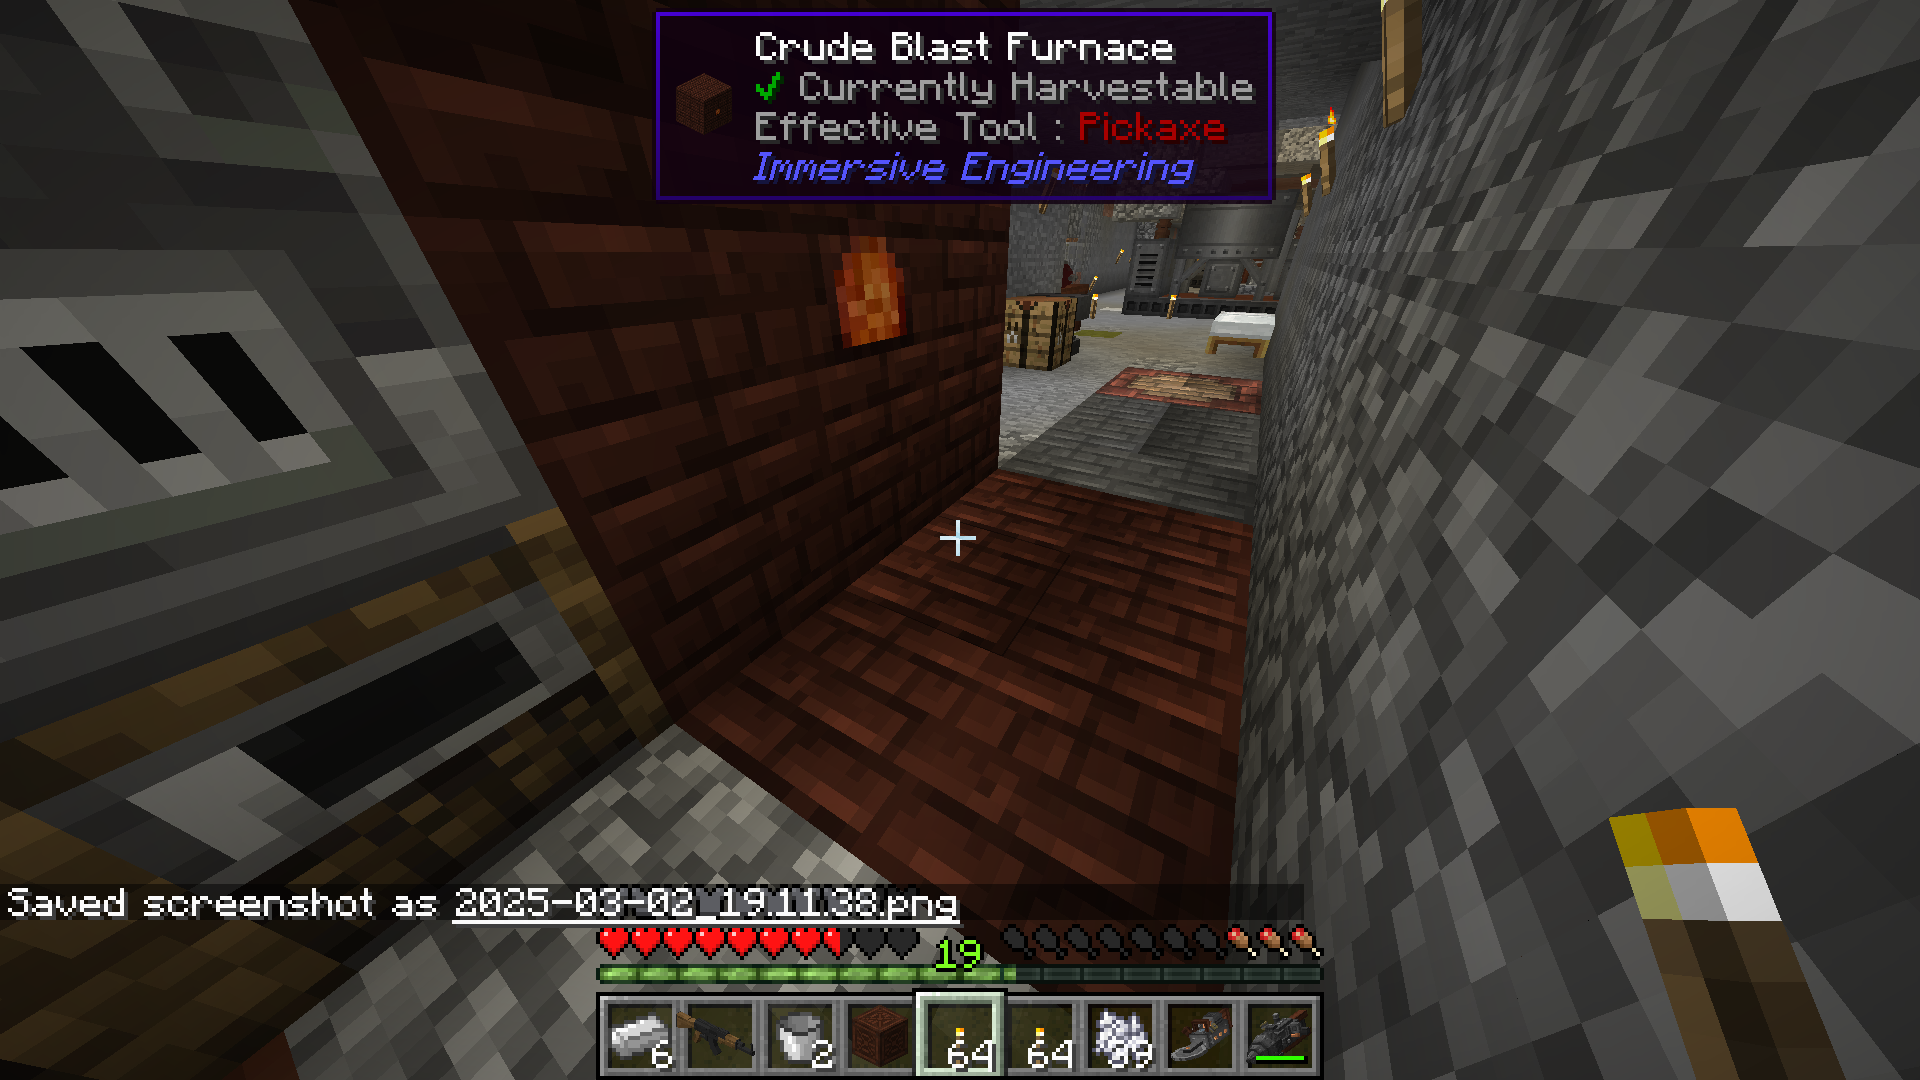 Crude Blast Furnace
✓ Currently Harvestable
Effective Tool : Pickaxe
Immersive Engineering
Saved screenshot as 2025-03-02_19.11.38.png
19
6
2
64
64